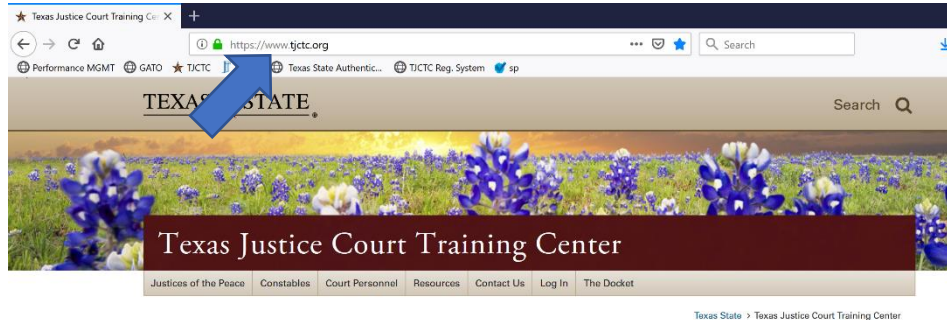 Texas Justice Court Training Ce
https://www.tjctc.org
Search
Performance MGMT GATO TJCTC Texas State Authentic... TJCTC Reg. System sp
TEXAS STATE
Search
Texas Justice Court Training Center
Justices of the Peace Constables Court Personnel Resources Contact Us Log In The Docket
Texas State > Texas Justice Court Training Center